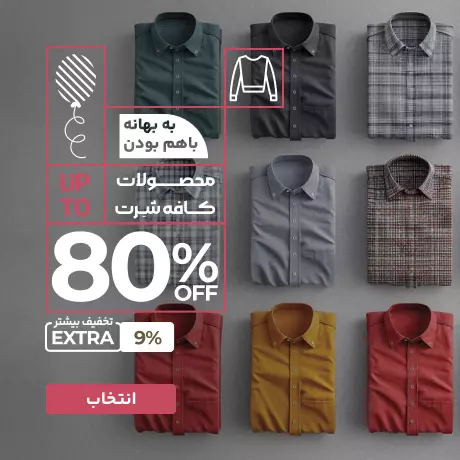 به بهانه
باهم بودن
UP TO
محصولات
کافه شرت
80% OFF
تخفیف بیشتر
EXTRA 9%
انتخاب